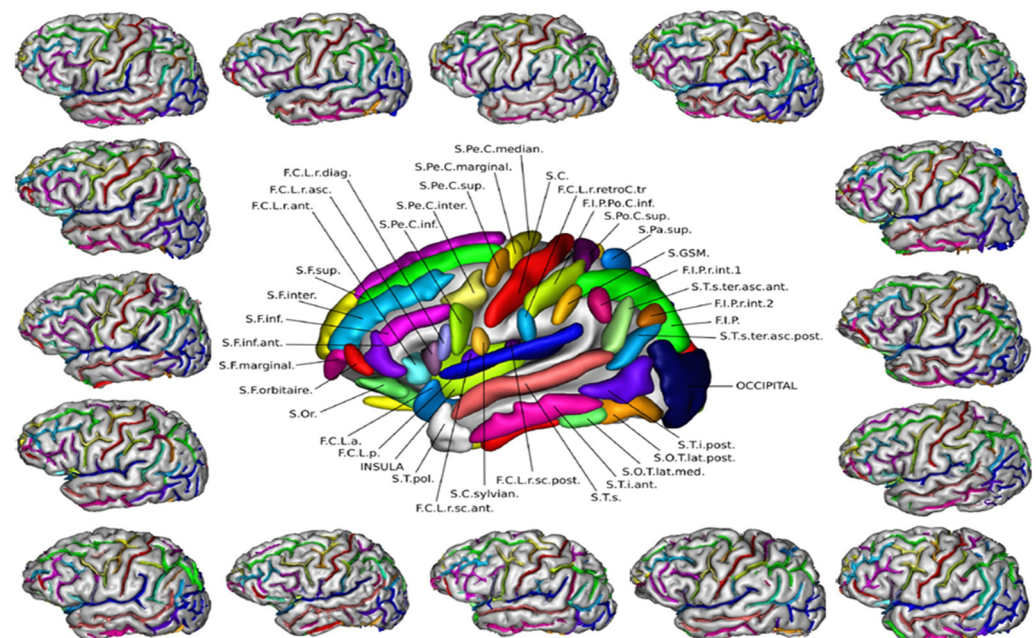 S.Pe.C.median.
S.Pe.C.marginal.
F.C.L.r.diag.
S.C.
S.Pe.C.sup.
F.C.L.r.asc.
F.C.L.r.retroC.tr
F.C.L.r.ant.
S.Pe.C.inter.
F.I.P.Po.C.inf.
S.Po.C.sup.
S.Pe.C.inf.
S.Pa.sup.
S.GSM.
S.F.sup.
F.I.P.r.int.1
S.T.s.ter.asc.ant.
S.F.inter.
F.I.P.r.int.2
S.F.inf.
F.I.P.
S.T.s.ter.asc.post.
S.F.inf.ant.
S.F.marginal.
OCCIPITAL
S.F.orbitaire.
S.Or.
F.C.L.a.
S.T.i.post.
F.C.L.p.
S.O.T.lat.post.
INSULA
S.O.T.lat.med.
S.T.pol.
F.C.L.r.sc.post.
S.T.i.ant.
S.C.sylvian.
S.T.s.
F.C.L.r.sc.ant.